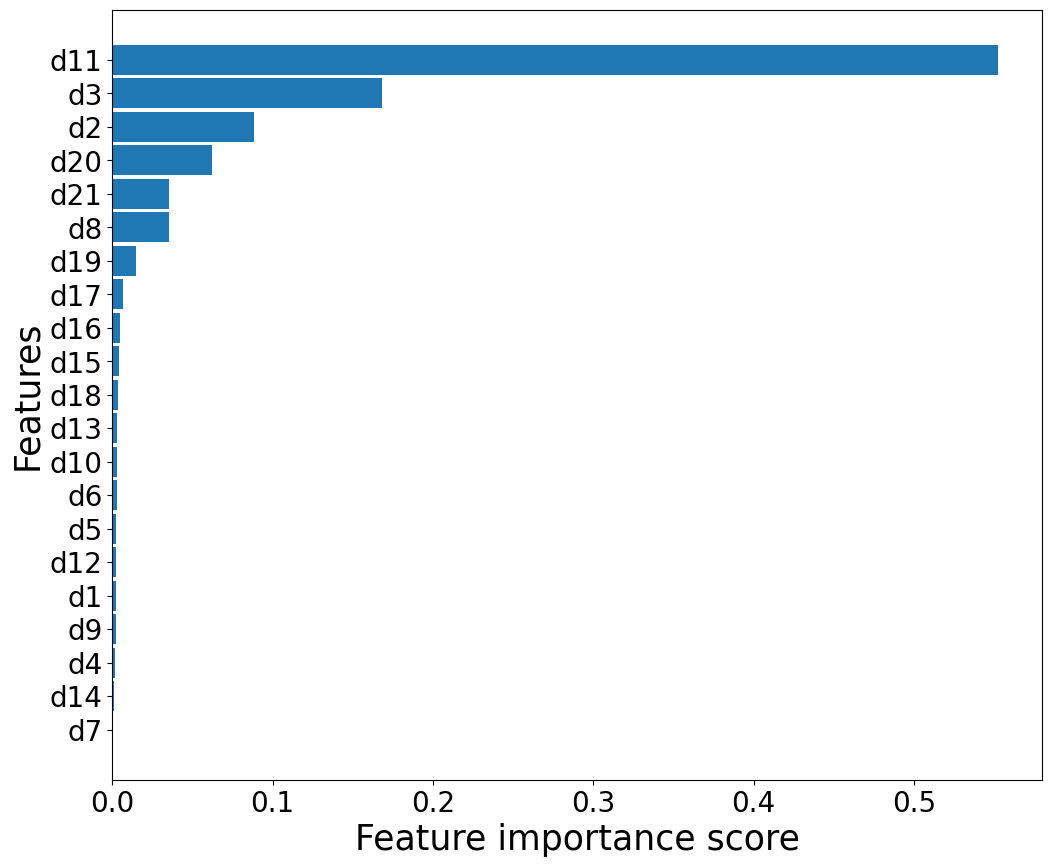 d11
d3
d2
d20
d21
d8
d19
d17
d16
d15
d18
d13
d10
d6
d5
d12
d1
d9
d4
d14
d7
Features
0.0 0.1 0.2 0.3 0.4 0.5
Feature importance score